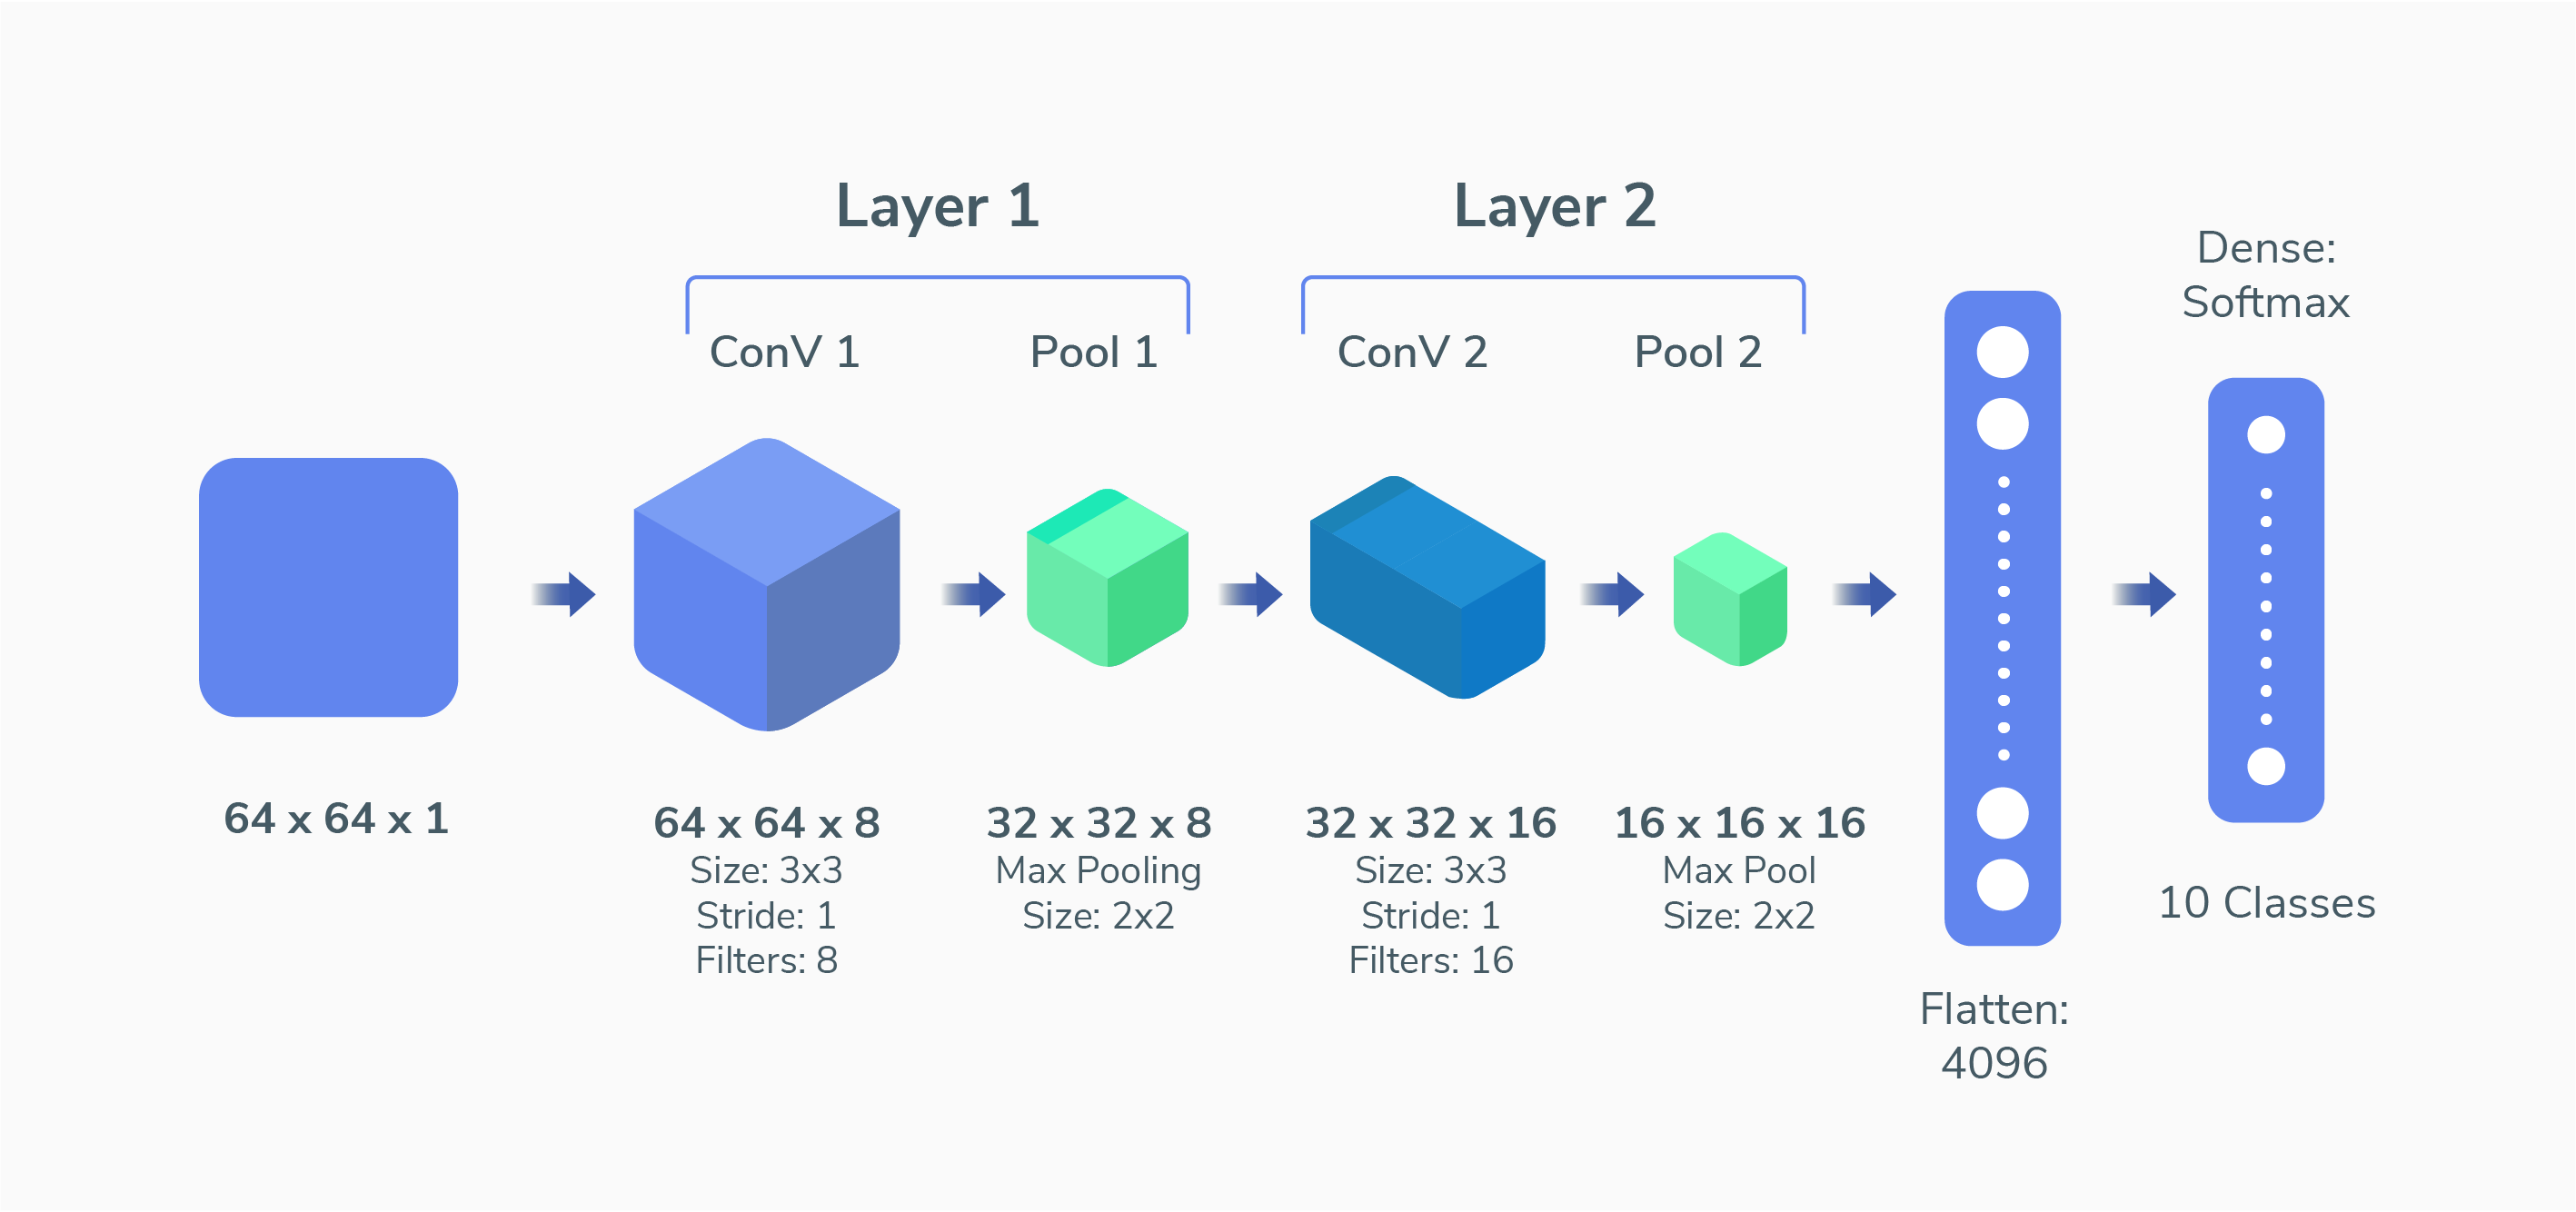 Layer 1
Layer 2
ConV 1
Pool 1
ConV 2
Pool 2
Dense:
Softmax
64 x 64 x 1
64 x 64 x 8
Size: 3x3
Stride: 1
Filters: 8
32 x 32 x 8
Max Pooling
Size: 2x2
32 x 32 x 16
Size: 3x3
Stride: 1
Filters: 16
16 x 16 x 16
Max Pool
Size: 2x2
Flatten:
4096
10 Classes